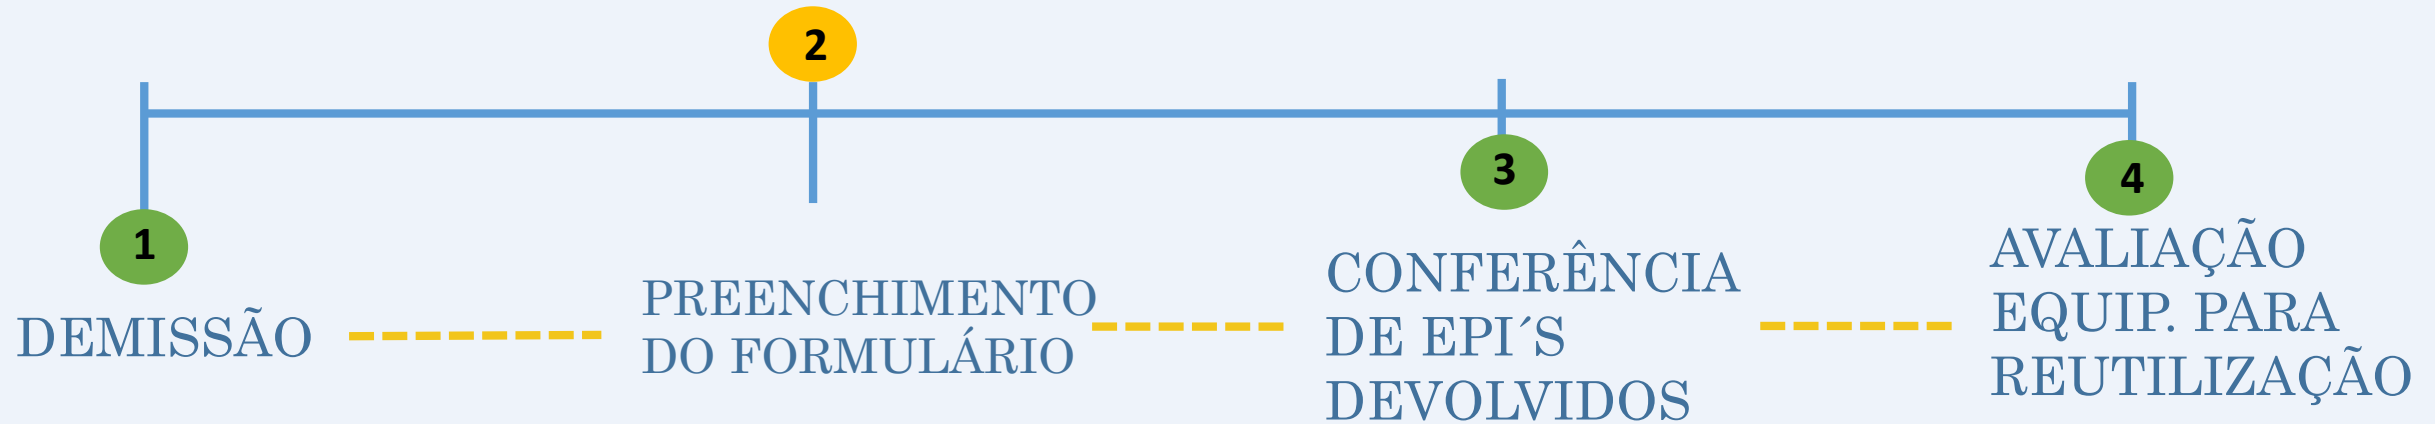 1
DEMISSÃO
2
PREENCHIMENTO
DO FORMULÁRIO
3
CONFERÊNCIA
DE EPI´S
DEVOLVIDOS
4
AVALIAÇÃO
EQUIP. PARA
REUTILIZAÇÃO